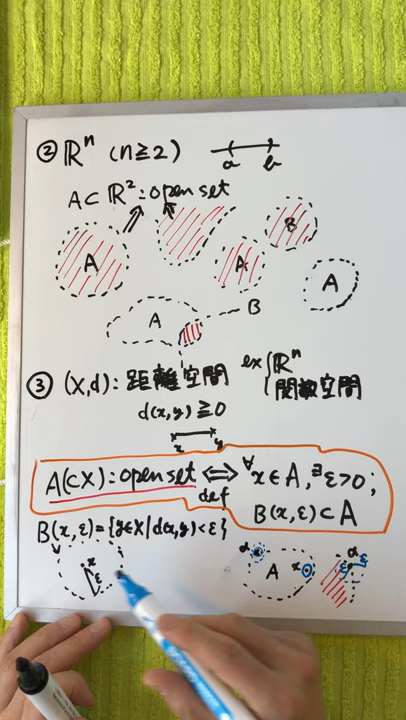 ② ℝⁿ (n≧2)
a b
A⊂ℝ²: open set
A
B
A
A
A
B
③ (X,d): 距離空間
ex { ℝⁿ
関数空間
d(x,y)≧0
x y
A(⊂X): open set ⇔ def ∀x∈A, ∃ε>0;
B(x,ε)⊂A
B(x,ε)={y∈X|d(x,y)<ε}
x
ε
A
x